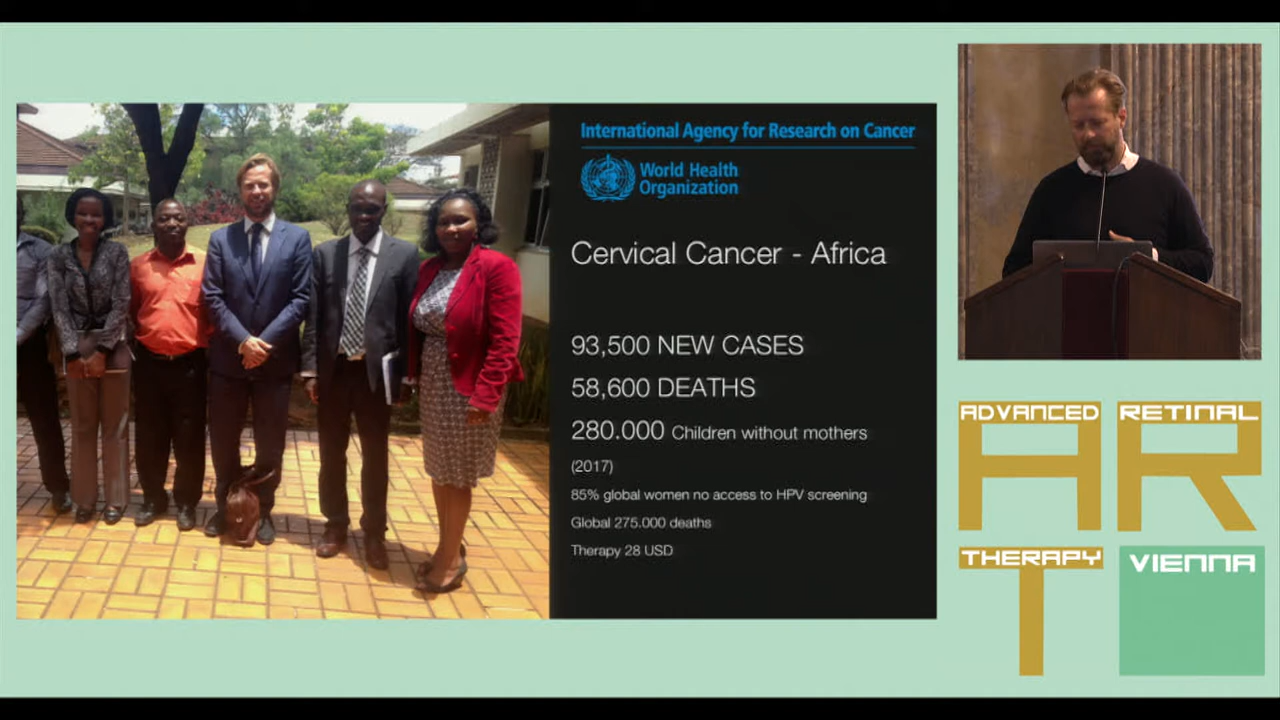 International Agency for Research on Cancer
World Health
Organization
Cervical Cancer - Africa
93,500 NEW CASES
58,600 DEATHS
280.000 Children without mothers
(2017)
85% global women no access to HPV screening
Global 275.000 deaths
Therapy 28 USD
ADVANCED RETINAL
A R
THERAPY VIENNA
T